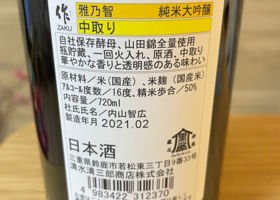 作 雅乃智 純米大吟醸
ZAKU 中取り
自社保存酵母、山田錦全量使用
瓶貯蔵、一回火入れ、原酒、中取り
華やかな香りと透明感のある味わい
原材料/米(国産)、米麹(国産米)
アルコール度数/16度、精米歩合/50%
内容量/720ml
杜氏氏名/内山智広
製造年月/2021.02
日本酒
三重県鈴鹿市若松東三丁目9番33号
清水清三郎商店株式会社
4 983422 312370